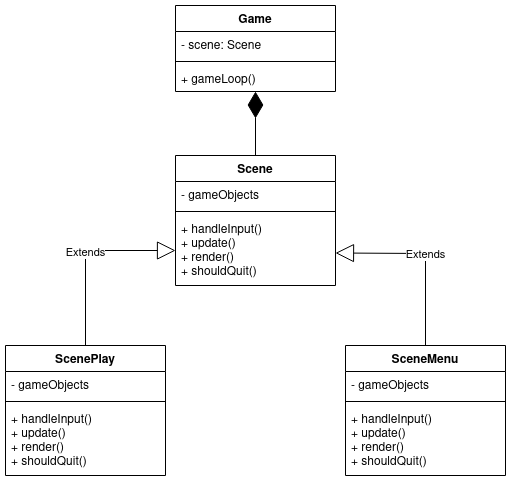 Game
- scene: Scene
+ gameLoop()
Scene
- gameObjects
+ handleInput()
+ update()
+ render()
+ shouldQuit()
Extends
Extends
ScenePlay
- gameObjects
+ handleInput()
+ update()
+ render()
+ shouldQuit()
SceneMenu
- gameObjects
+ handleInput()
+ update()
+ render()
+ shouldQuit()